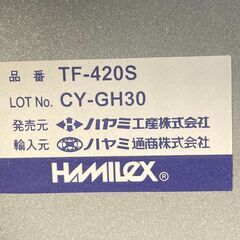 品番 TF-420S
LOT No. CY-GH30
発売元 ハヤミ工産株式会社
輸入元 ハヤミ通商株式会社
HAMILEX ®